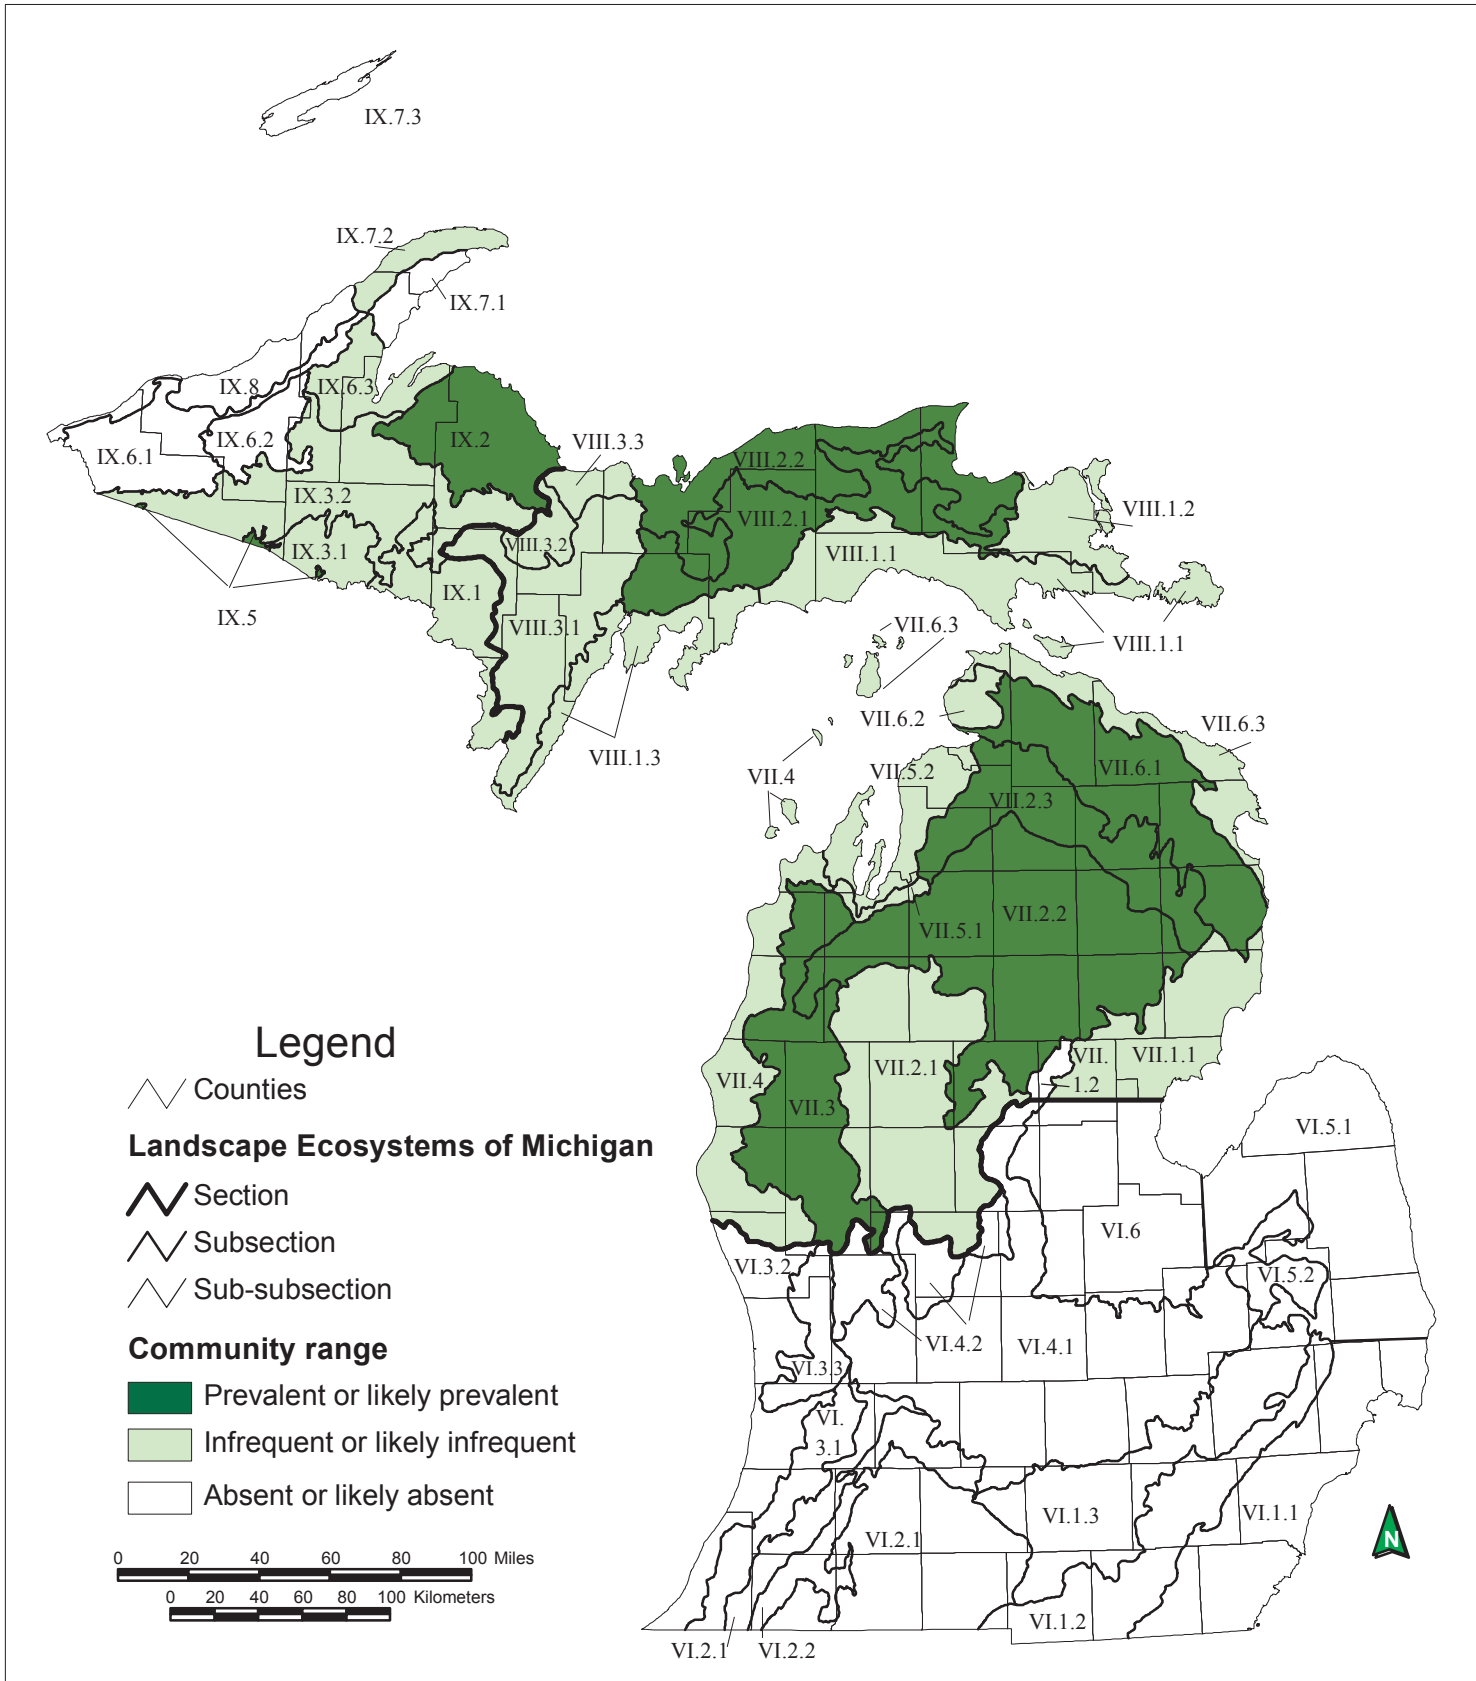 IX.7.3
IX.7.2
IX.7.1
IX.8
IX.6.3
IX.6.2
IX.6.1
IX.2
VIII.3.3
VIII.2.2
IX.3.2
VIII.2.1
VIII.1.2
IX.3.1
VIII.3.2
VIII.1.1
IX.1
IX.5
VIII.3.1
VII.6.3
VIII.1.1
VII.6.2
VII.6.3
VIII.1.3
VII.4
VII.5.2
VII.6.1
VII.2.3
VII.5.1
VII.2.2
VII.4
VII.3
VII.2.1
VII.
1.2
VII.1.1
VI.5.1
VI.6
VI.3.2
VI.5.2
VI.4.2
VI.4.1
VI.3.3
VI.
3.1
VI.2.1
VI.1.3
VI.1.1
VI.1.2
VI.2.1
VI.2.2
Legend
Counties
Landscape Ecosystems of Michigan
Section
Subsection
Sub-subsection
Community range
Prevalent or likely prevalent
Infrequent or likely infrequent
Absent or likely absent
0 20 40 60 80 100 Miles
0 20 40 60 80 100 Kilometers
N